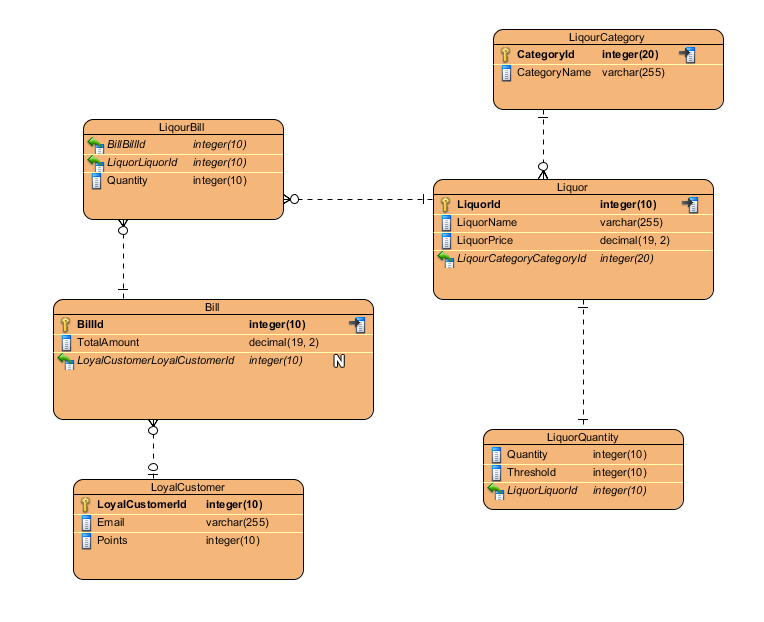 LiqourCategory
CategoryId integer(20)
CategoryName varchar(255)
LiqourBill
BillBillId integer(10)
LiquorLiquorId integer(10)
Quantity integer(10)
Liquor
LiquorId integer(10)
LiquorName varchar(255)
LiquorPrice decimal(19, 2)
LiqourCategoryCategoryId integer(20)
Bill
BillId integer(10)
TotalAmount decimal(19, 2)
LoyalCustomerLoyalCustomerId integer(10) N
LiquorQuantity
Quantity integer(10)
Threshold integer(10)
LiquorLiquorId integer(10)
LoyalCustomer
LoyalCustomerId integer(10)
Email varchar(255)
Points integer(10)